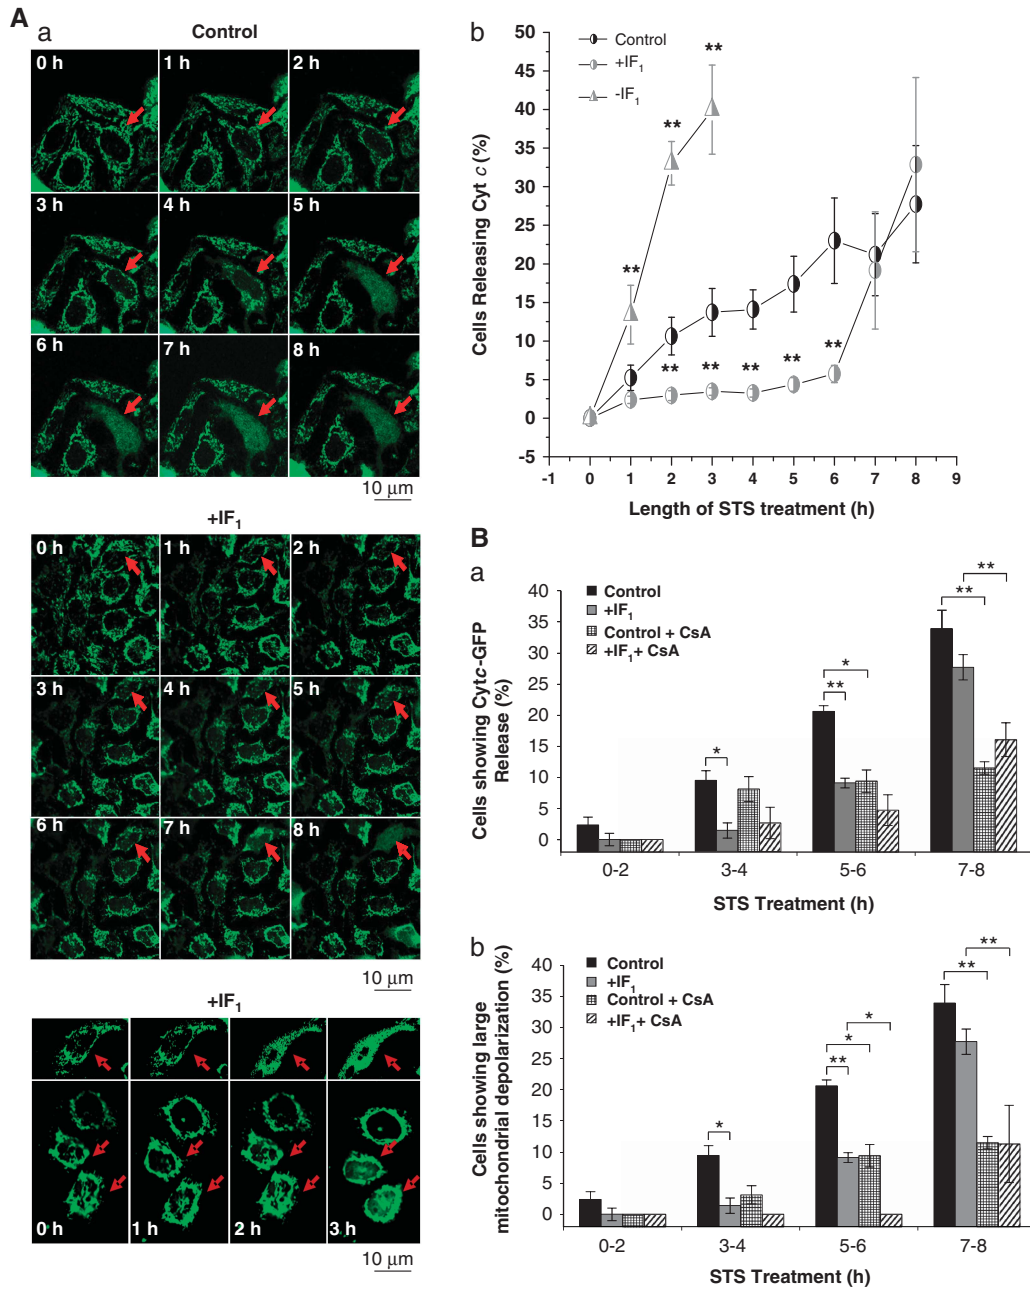 A
a
Control
0 h
1 h
2 h
3 h
4 h
5 h
6 h
7 h
8 h
10 µm
+IF1
0 h
1 h
2 h
3 h
4 h
5 h
6 h
7 h
8 h
10 µm
+IF1
0 h
1 h
2 h
3 h
10 µm
b
Cells Releasing Cyt c (%)
50
45
40
35
30
25
20
15
10
5
0
-5
Control
+IF1
-IF1
**
**
**
** ** ** ** **
-1 0 1 2 3 4 5 6 7 8 9
Length of STS treatment (h)
B
a
Cells showing Cytc-GFP
Release (%)
40
35
30
25
20
15
10
5
0
Control
+IF1
Control + CsA
+IF1+ CsA
*
*
**
**
**
0-2 3-4 5-6 7-8
STS Treatment (h)
b
Cells showing large
mitochondrial depolarization (%)
40
35
30
25
20
15
10
5
0
Control
+IF1
Control + CsA
+IF1+ CsA
*
*
*
**
**
**
0-2 3-4 5-6 7-8
STS Treatment (h)